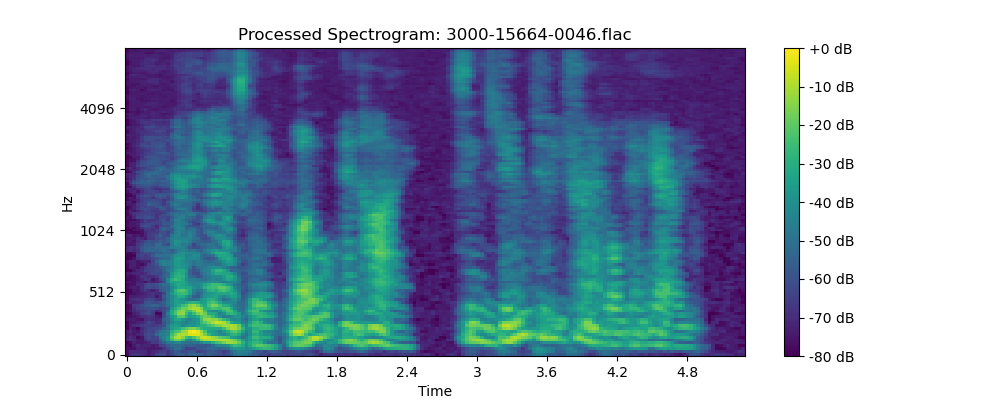 Processed Spectrogram: 3000-15664-0046.flac
Hz
4096
2048
1024
512
0
0 0.6 1.2 1.8 2.4 3 3.6 4.2 4.8
Time
+0 dB
-10 dB
-20 dB
-30 dB
-40 dB
-50 dB
-60 dB
-70 dB
-80 dB